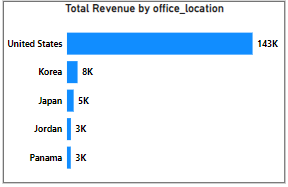 Total Revenue by office_location
United States 143K
Korea 8K
Japan 5K
Jordan 3K
Panama 3K